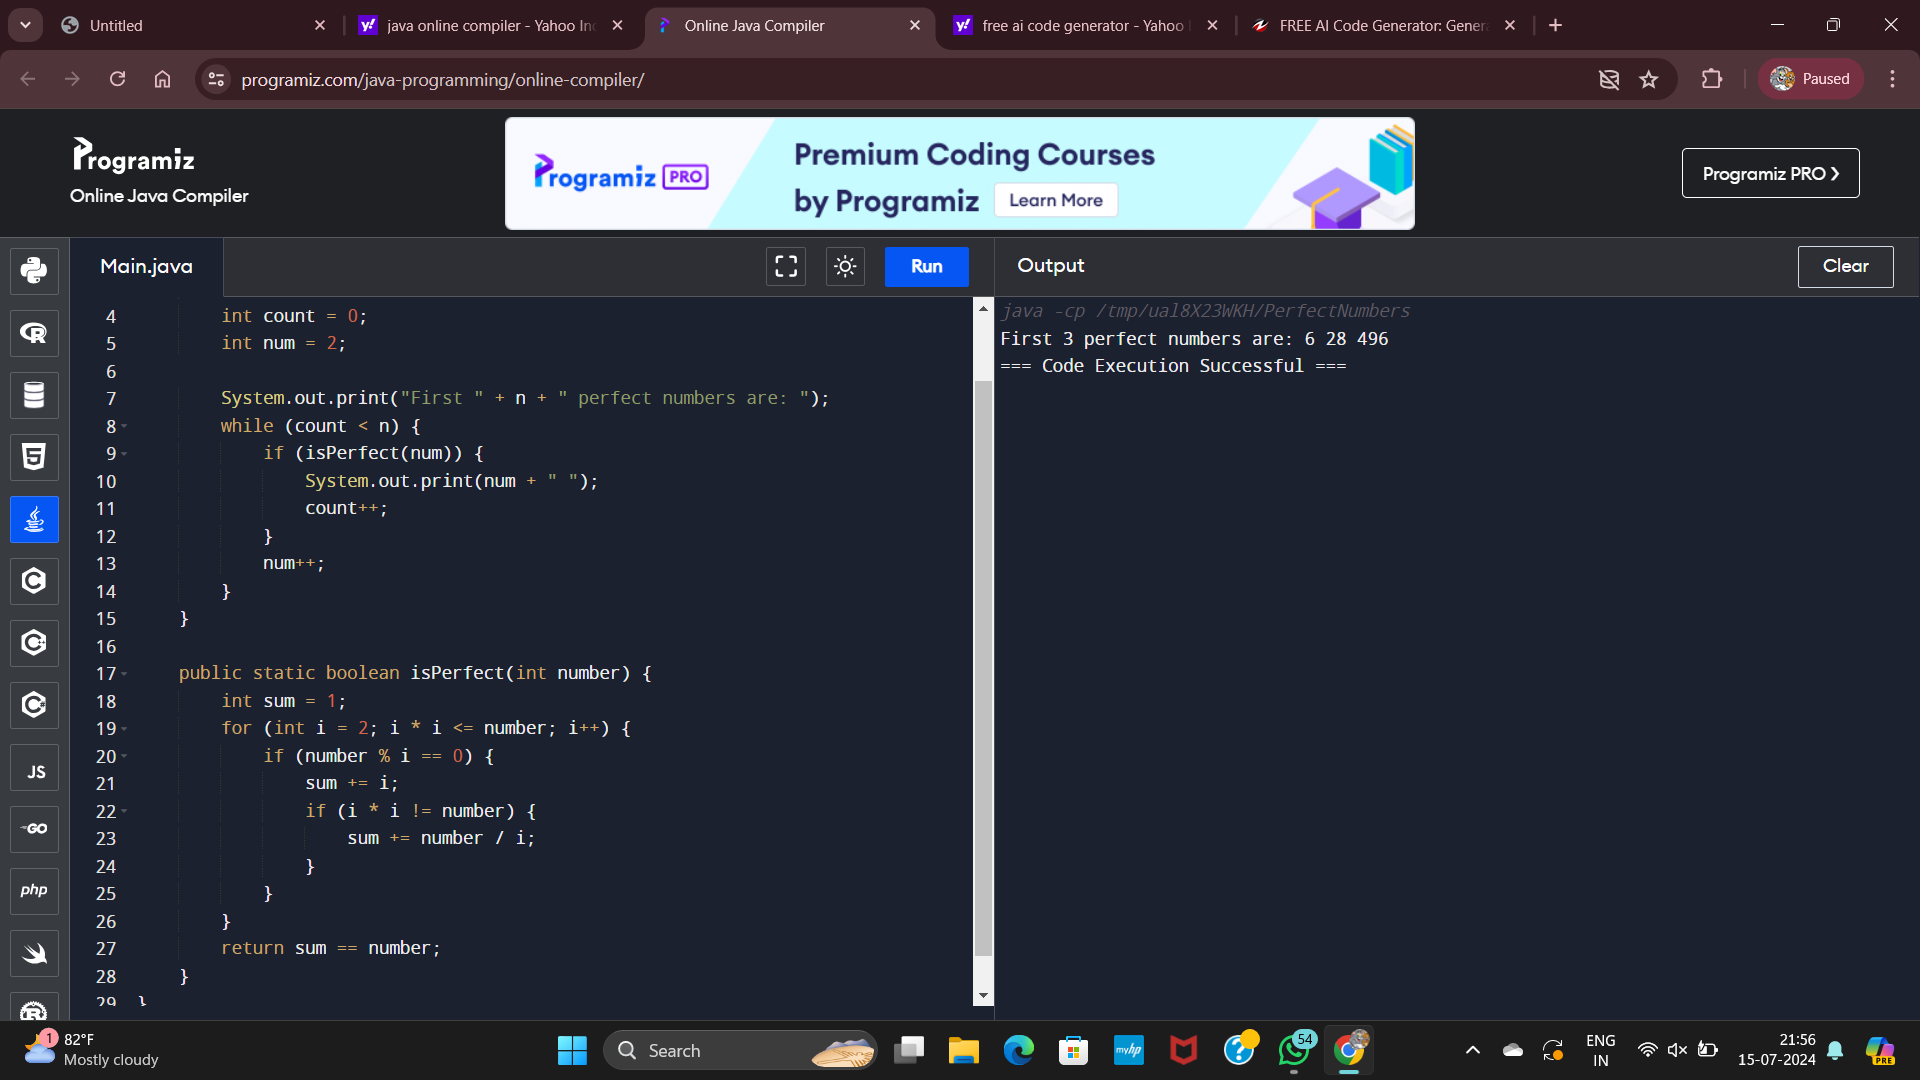 Untitled
java online compiler - Yahoo In
Online Java Compiler
free ai code generator - Yahoo
FREE AI Code Generator: Gener
programiz.com/java-programming/online-compiler/
Paused
Programiz
Online Java Compiler
Programiz PRO
Premium Coding Courses
by Programiz
Learn More
Programiz PRO ❯
Main.java
Run
Output
Clear
4 int count = 0;
5 int num = 2;
6
7 System.out.print("First " + n + " perfect numbers are: ");
8 while (count < n) {
9 if (isPerfect(num)) {
10 System.out.print(num + " ");
11 count++;
12 }
13 num++;
14 }
15 }
16
17 public static boolean isPerfect(int number) {
18 int sum = 1;
19 for (int i = 2; i * i <= number; i++) {
20 if (number % i == 0) {
21 sum += i;
22 if (i * i != number) {
23 sum += number / i;
24 }
25 }
26 }
27 return sum == number;
28 }
29 }
java -cp /tmp/ual8X23WKH/PerfectNumbers
First 3 perfect numbers are: 6 28 496
=== Code Execution Successful ===
R
5
C
C++
C#
JS
GO
php
R
1
82°F
Mostly cloudy
Search
myhp
?
54
ENG
IN
21:56
15-07-2024
PRE